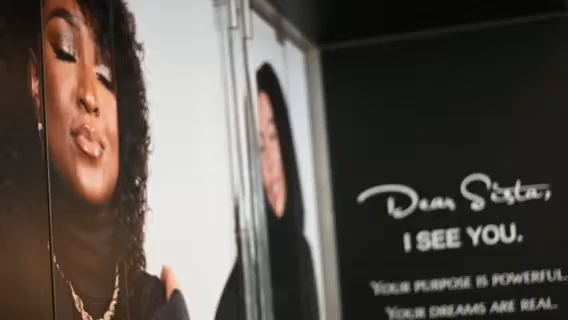 Dear Sista,
I SEE YOU.
YOUR PURPOSE IS POWERFUL.
YOUR DREAMS ARE REAL.